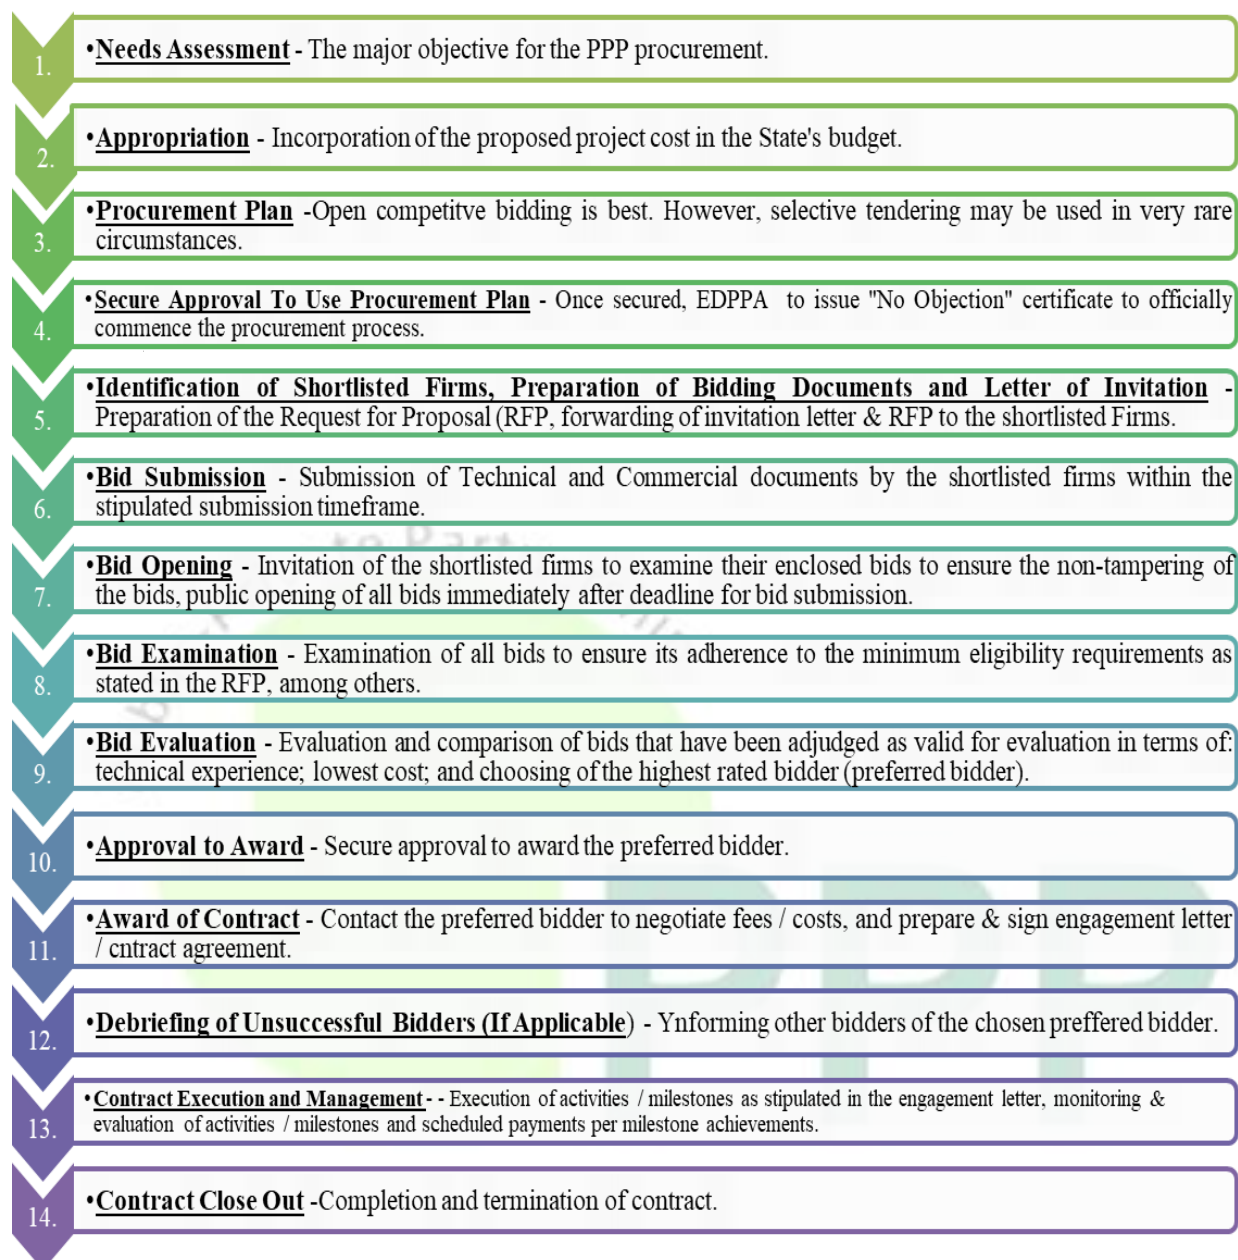 1.
•Needs Assessment - The major objective for the PPP procurement.
2.
•Appropriation - Incorporation of the proposed project cost in the State's budget.
3.
•Procurement Plan -Open competitve bidding is best. However, selective tendering may be used in very rare
circumstances.
4.
•Secure Approval To Use Procurement Plan - Once secured, EDPPA to issue "No Objection" certificate to officially
commence the procurement process.
5.
•Identification of Shortlisted Firms, Preparation of Bidding Documents and Letter of Invitation -
Preparation of the Request for Proposal (RFP, forwarding of invitation letter & RFP to the shortlisted Firms.
6.
•Bid Submission - Submission of Technical and Commercial documents by the shortlisted firms within the
stipulated submission timeframe.
7.
•Bid Opening - Invitation of the shortlisted firms to examine their enclosed bids to ensure the non-tampering of
the bids, public opening of all bids immediately after deadline for bid submission.
8.
•Bid Examination - Examination of all bids to ensure its adherence to the minimum eligibility requirements as
stated in the RFP, among others.
9.
•Bid Evaluation - Evaluation and comparison of bids that have been adjudged as valid for evaluation in terms of:
technical experience; lowest cost; and choosing of the highest rated bidder (preferred bidder).
10.
•Approval to Award - Secure approval to award the preferred bidder.
11.
•Award of Contract - Contact the preferred bidder to negotiate fees / costs, and prepare & sign engagement letter
/ cntract agreement.
12.
•Debriefing of Unsuccessful Bidders (If Applicable) - Ynforming other bidders of the chosen preffered bidder.
13.
•Contract Execution and Management- - Execution of activities / milestones as stipulated in the engagement letter, monitoring &
evaluation of activities / milestones and scheduled payments per milestone achievements.
14.
•Contract Close Out -Completion and termination of contract.
PPP